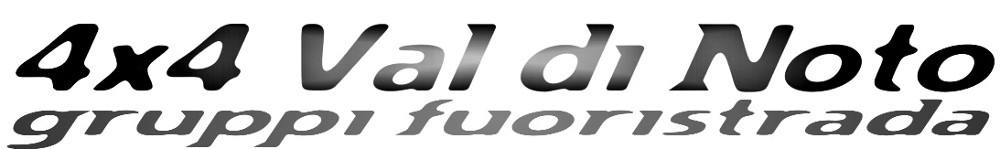 4x4 Val di Noto
gruppi fuoristrada